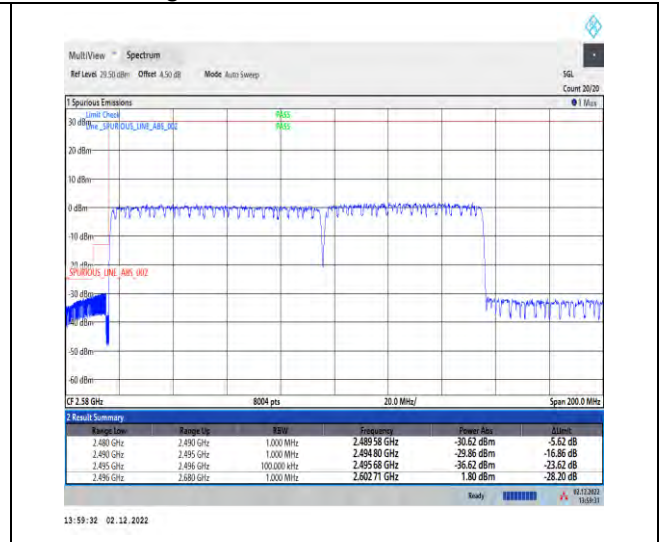 MultiView Spectrum
Ref Level 29.50 dBm Offset 4.50 dB Mode Auto Sweep SGL
Count 20/20
1 Spurious Emissions 1 Max
Limit Check PASS
30 dBm Line _SPURIOUS_LINE_ABS_002 PASS
20 dBm
10 dBm
0 dBm
-10 dBm
-20 dBm
_SPURIOUS_LINE_ABS_002
-30 dBm
-40 dBm
-50 dBm
-60 dBm
CF 2.58 GHz 8004 pts 20.0 MHz/ Span 200.0 MHz
2 Result Summary
Range Low Range Up RBW Frequency Power Abs ΔLimit
2.480 GHz 2.490 GHz 1.000 MHz 2.489 58 GHz -30.62 dBm -5.62 dB
2.490 GHz 2.495 GHz 1.000 MHz 2.494 80 GHz -29.86 dBm -16.86 dB
2.495 GHz 2.496 GHz 100.000 kHz 2.495 68 GHz -36.62 dBm -23.62 dB
2.496 GHz 2.680 GHz 1.000 MHz 2.602 71 GHz 1.80 dBm -28.20 dB
Ready 02.12.2022
13:59:31
13:59:32 02.12.2022